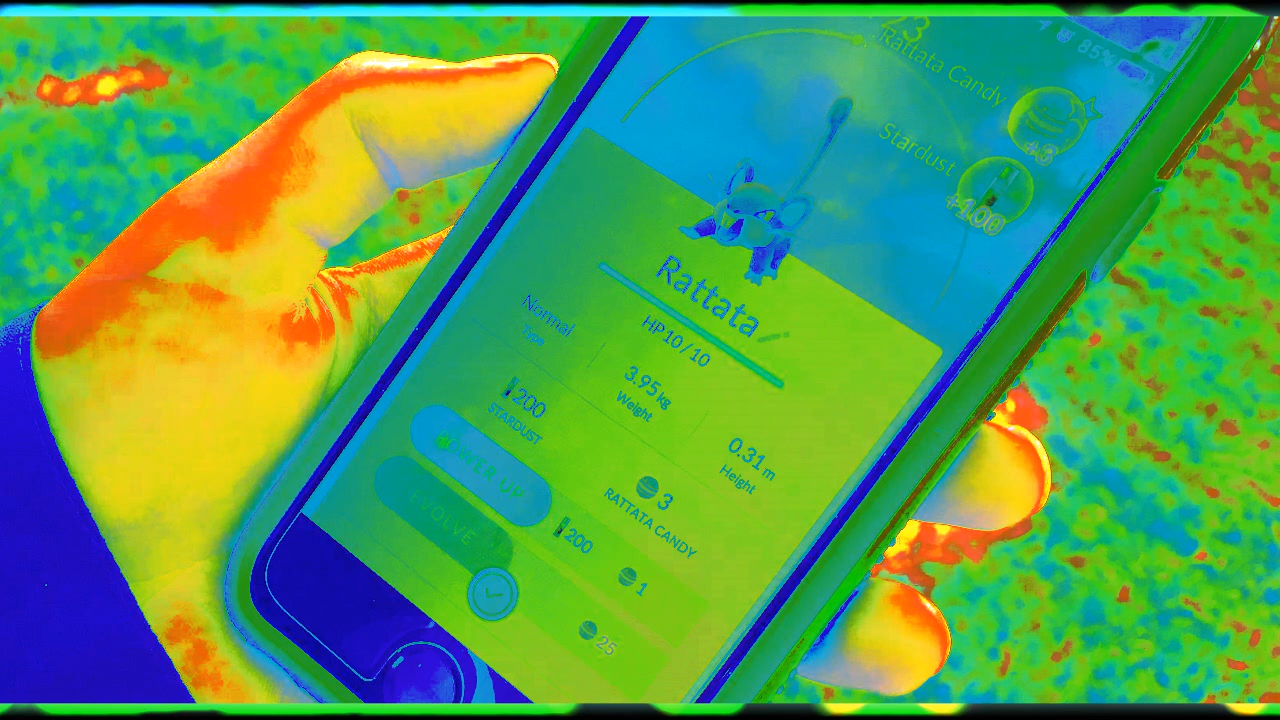 23
85%
Rattata Candy
+3
Stardust
+100
Rattata
HP 10 / 10
Normal
Type
3.95 kg
Weight
0.31 m
Height
200
STARDUST
3
RATTATA CANDY
POWER UP
200
1
EVOLVE
25